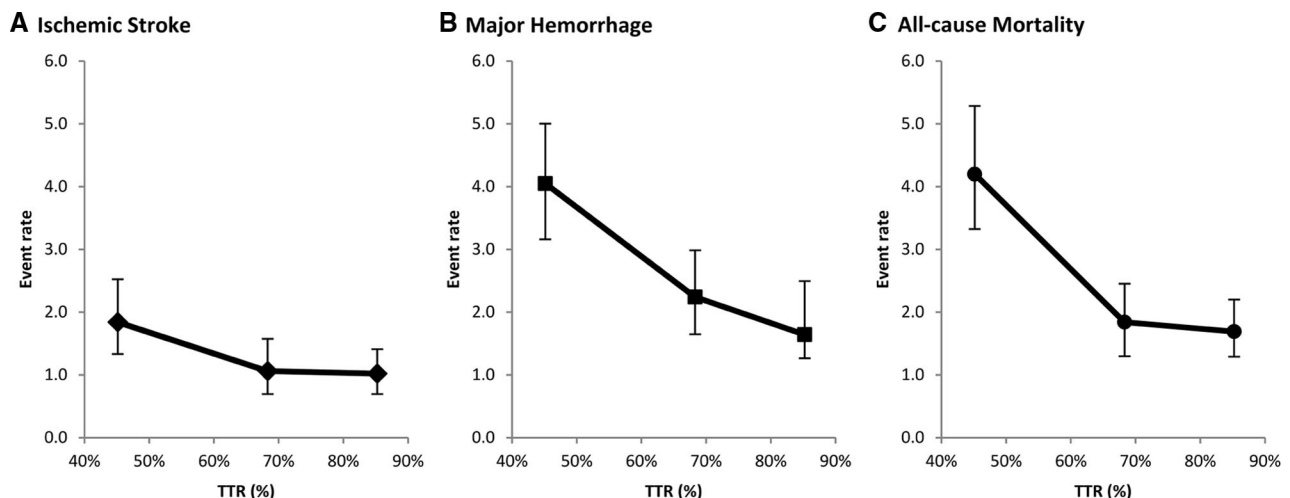 A Ischemic Stroke
6.0
5.0
4.0
3.0
2.0
1.0
0.0
Event rate
40% 50% 60% 70% 80% 90%
TTR (%)
B Major Hemorrhage
6.0
5.0
4.0
3.0
2.0
1.0
0.0
Event rate
40% 50% 60% 70% 80% 90%
TTR (%)
C All-cause Mortality
6.0
5.0
4.0
3.0
2.0
1.0
0.0
Event rate
40% 50% 60% 70% 80% 90%
TTR (%)